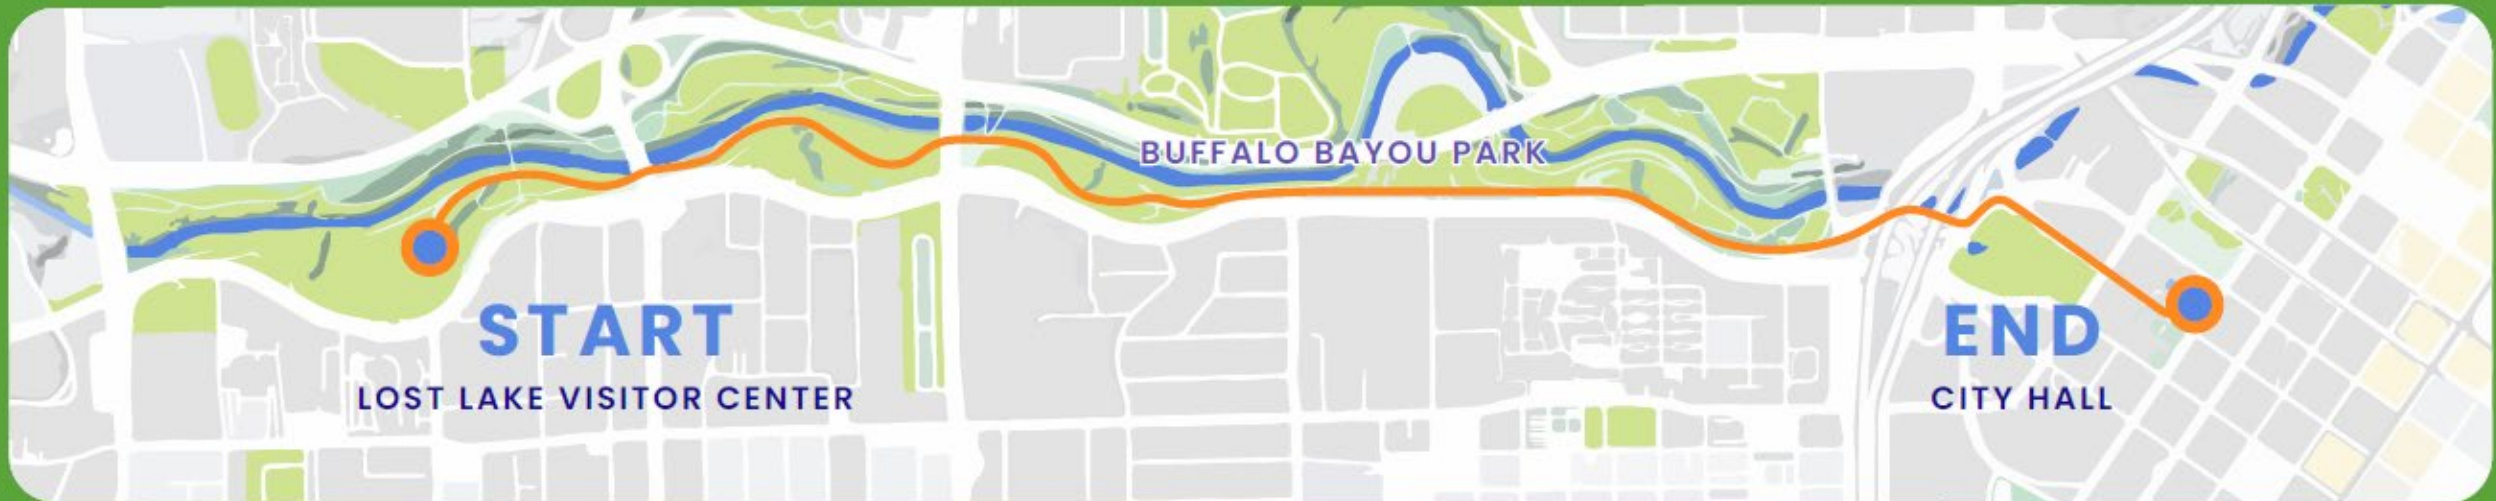 BUFFALO BAYOU PARK
START
LOST LAKE VISITOR CENTER
END
CITY HALL